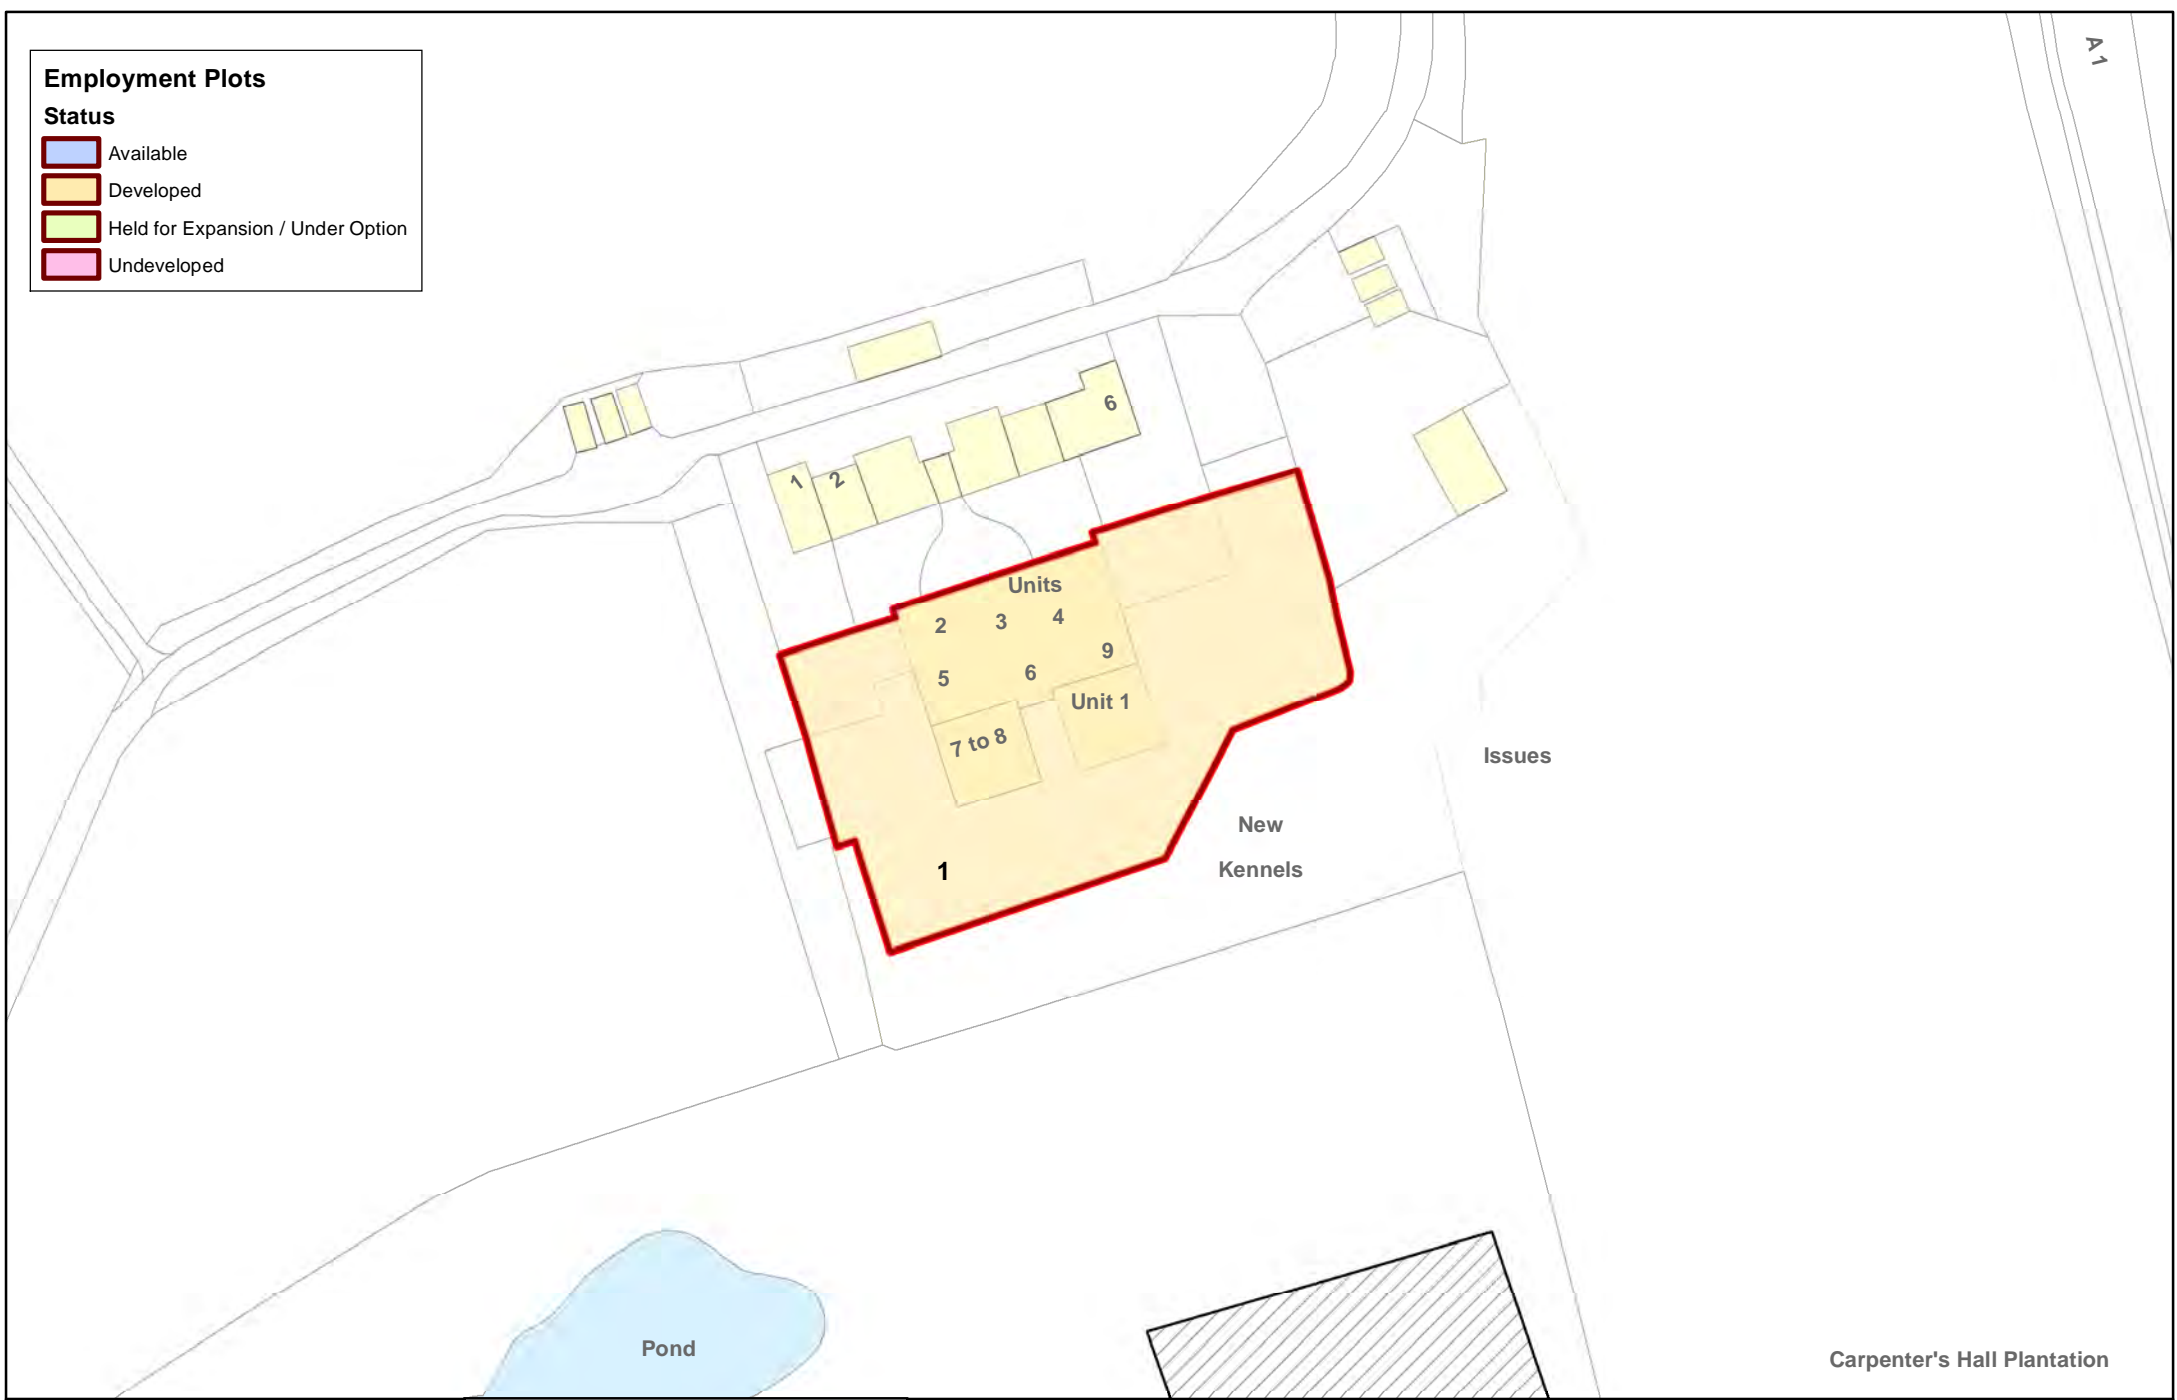 Employment Plots
Status
Available
Developed
Held for Expansion / Under Option
Undeveloped
A1
6
1
2
Units
2
3
4
9
5
6
Unit 1
7 to 8
Issues
New
Kennels
1
Pond
Carpenter's Hall Plantation